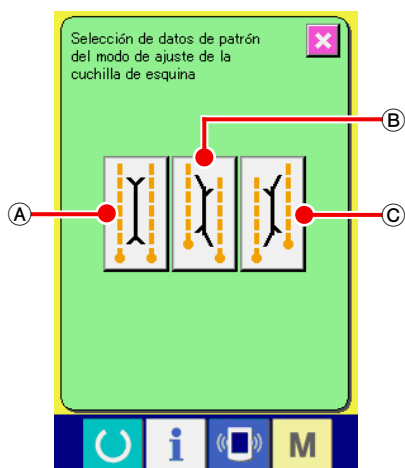 Selección de datos de patrón
del modo de ajuste de la
cuchilla de esquina
B
A
C
i
M